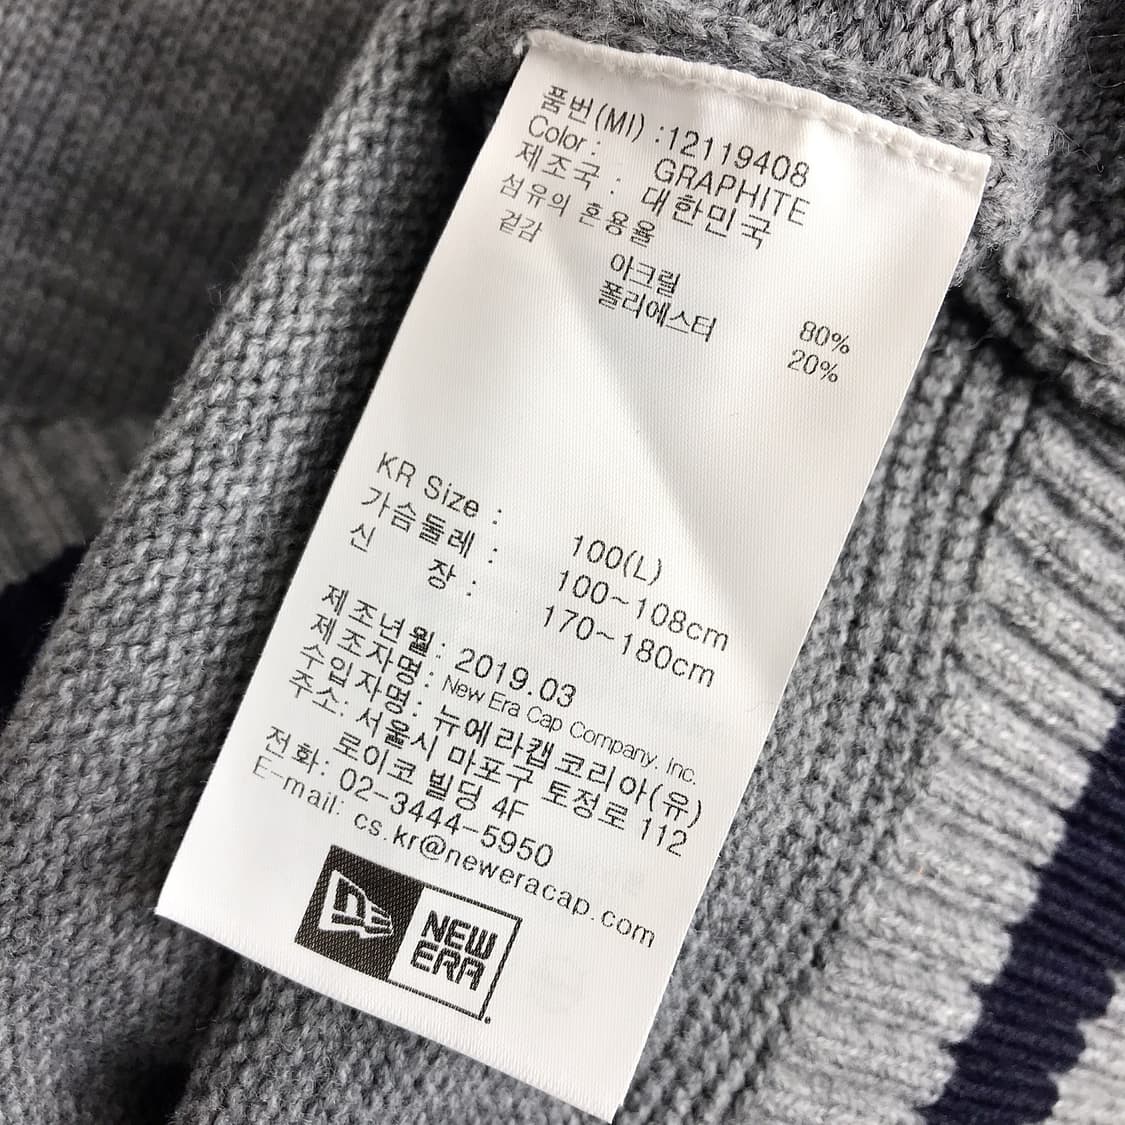 품번(MI) : 12119408
Color : GRAPHITE
제조국 : 대한민국
섬유의 혼용율
겉감
아크릴 80%
폴리에스터 20%
KR Size : 100(L)
가슴둘레 : 100~108cm
신 장 : 170~180cm
제조년월 : 2019.03
제조자명 : New Era Cap Company. Inc.
수입자명 : 뉴에라캡코리아(유)
주소: 서울시 마포구 토정로 112
로이코 빌딩 4F
전화: 02-3444-5950
E-mail: cs.kr@neweracap.com
NE
NEW
ERA